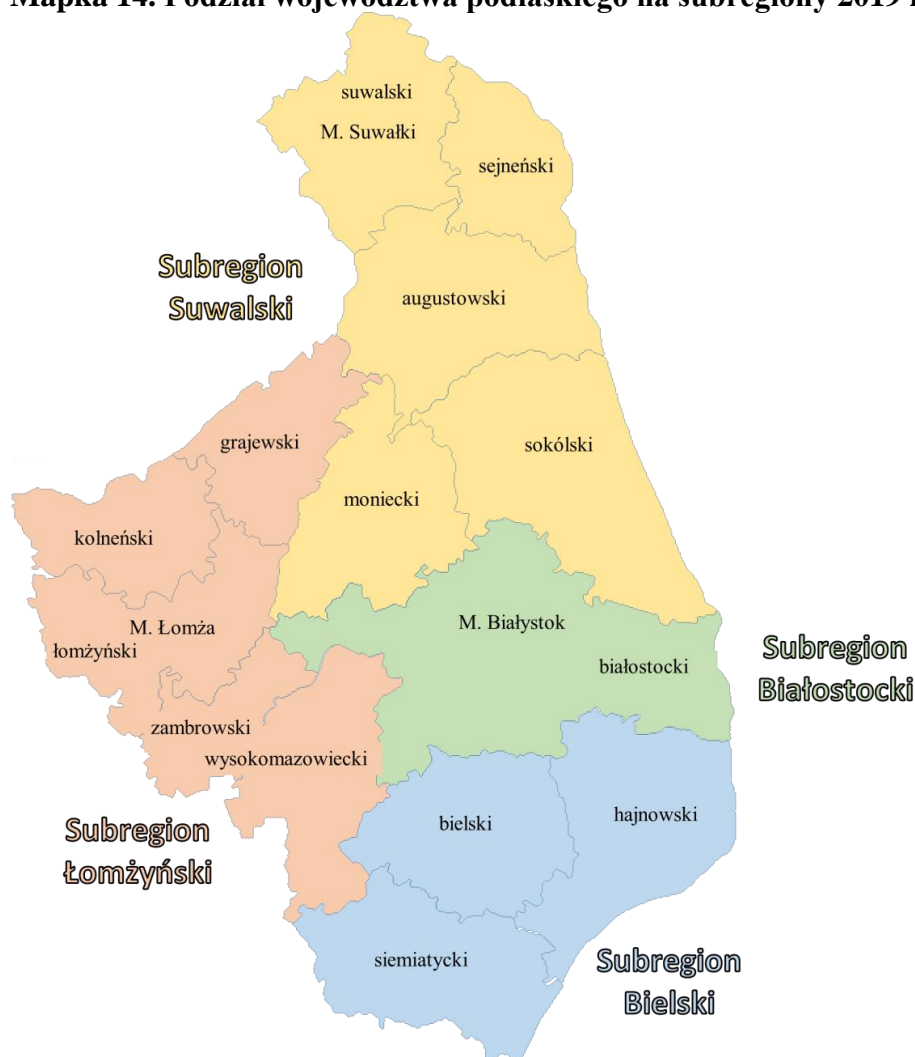 Mapka 14. Podział województwa podlaskiego na subregiony 2019 r
suwalski
M. Suwałki
sejneński
Subregion
Suwalski
augustowski
grajewski
sokólski
moniecki
kolneński
M. Łomża
łomżyński
M. Białystok
białostocki
Subregion
Białostocki
zambrowski
wysokomazowiecki
Subregion
Łomżyński
bielski
hajnowski
siemiatycki
Subregion
Bielski